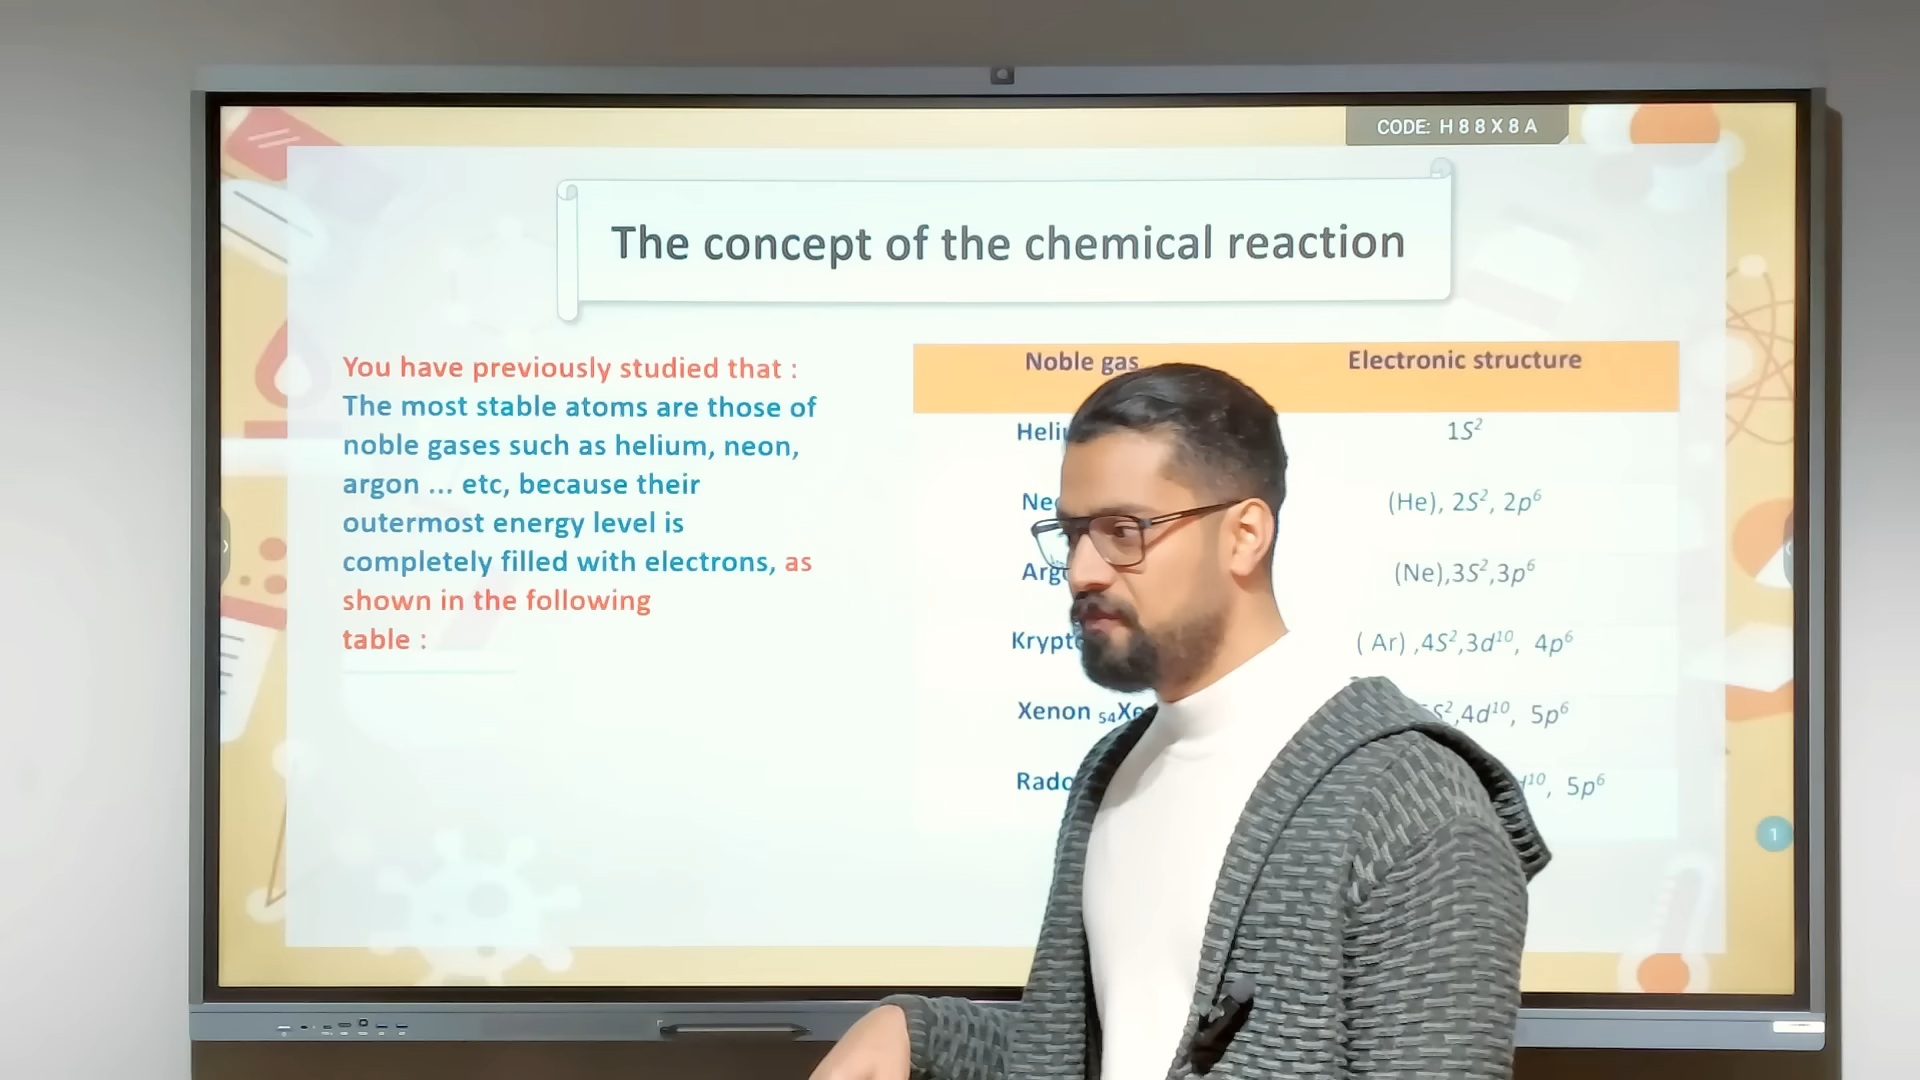 CODE: H88X8A
The concept of the chemical reaction
You have previously studied that :
The most stable atoms are those of
noble gases such as helium, neon,
argon ... etc, because their
outermost energy level is
completely filled with electrons, as
shown in the following
table :
Noble gas Electronic structure
1S²
(He), 2S², 2p⁶
(Ne),3S²,3p⁶
( Ar) ,4S²,3d¹⁰, 4p⁶
Xenon ₅₄Xe S²,4d¹⁰, 5p⁶
¹⁰, 5p⁶
1